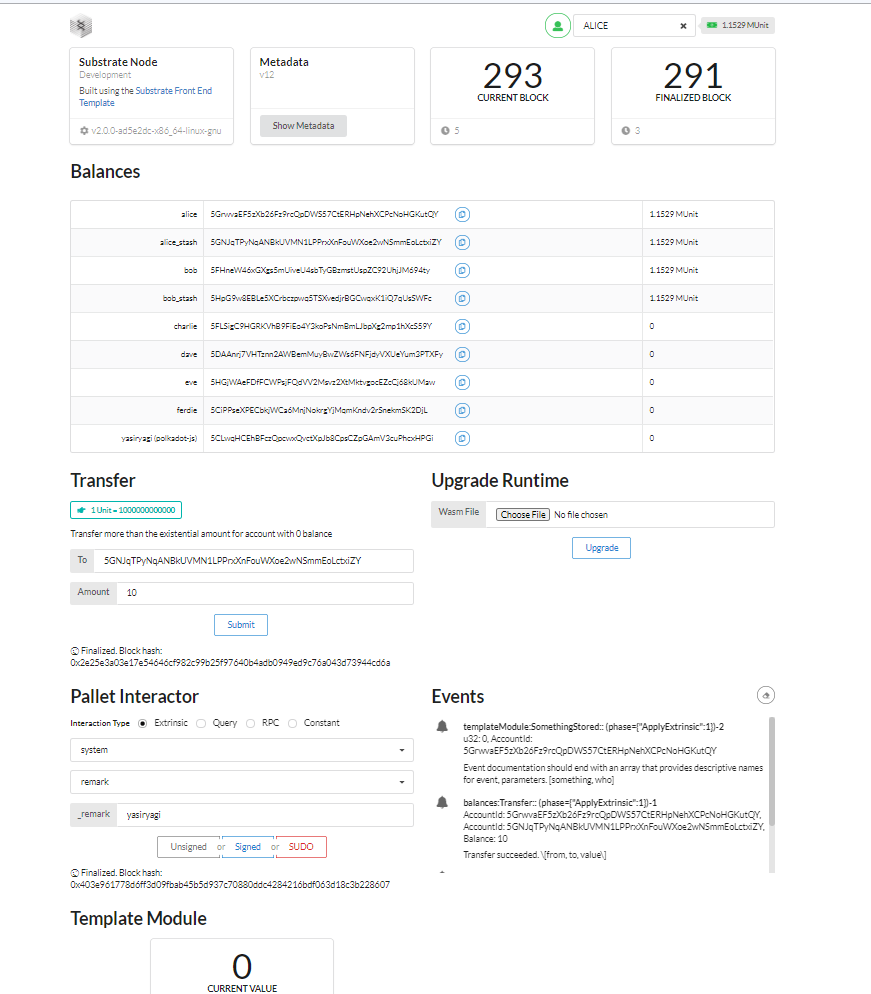 ALICE
1.1529 MUnit
Substrate Node
Development
Built using the Substrate Front End
Template
v2.0.0-ad5e2dc-x86_64-linux-gnu
Metadata
v12
Show Metadata
293
CURRENT BLOCK
5
291
FINALIZED BLOCK
3
Balances
alice 5GrwvaEF5zXb26Fz9rcQpDWS57CtERHpNehXCPcNoHGKutQY 1.1529 MUnit
alice_stash 5GNJqTPyNqANBkUVMN1LPPrxXnFouWXoe2wNSmmEoLctxiZY 1.1529 MUnit
bob 5FHneW46xGXgs5mUiveU4sbTyGBzmstUspZC92UhjJM694ty 1.1529 MUnit
bob_stash 5HpG9w8EBLe5XCrbczpwq5TSXvedjrBGCwqxK1iQ7qUsSWFc 1.1529 MUnit
charlie 5FLSigC9HGRKVhB9FiEo4Y3koPsNmBmLJbpXg2mp1hXcS59Y 0
dave 5DAAnrj7VHTznn2AWBemMuyBwZWs6FNFjdyVXUeYum3PTXFy 0
eve 5HGjWAeFDfFCWPsjFQdVV2Msvz2XtMktvgocEZcCj68kUMaw 0
ferdie 5CiPPseXPECbkjWCa6MnjNokrgYjMqmKndv2rSnekmSK2DjL 0
yasiryagi (polkadot-js) 5CLwqHCEhBFczQpcwxQvctXpJb8CpsCZpGAmV3cuPhcxHPGi 0
Transfer
1 Unit = 1000000000000
Transfer more than the existential amount for account with 0 balance
To 5GNJqTPyNqANBkUVMN1LPPrxXnFouWXoe2wNSmmEoLctxiZY
Amount 10
Submit
Finalized. Block hash:
0x2e25e3a03e17e54646cf982c99b25f97640b4adb0949ed9c76a043d73944cd6a
Upgrade Runtime
Wasm File Choose File No file chosen
Upgrade
Pallet Interactor
Interaction Type Extrinsic Query RPC Constant
system
remark
_remark yasiryagi
Unsigned or Signed or SUDO
Finalized. Block hash:
0x403e961778d6ff3d09fbab45b5d937c70880ddc4284216bdf063d18c3b228607
Events
templateModule:SomethingStored:: (phase={"ApplyExtrinsic":1})-2
u32: 0, AccountId:
5GrwvaEF5zXb26Fz9rcQpDWS57CtERHpNehXCPcNoHGKutQY
Event documentation should end with an array that provides descriptive names
for event, parameters. [something, who]
balances:Transfer:: (phase={"ApplyExtrinsic":1})-1
AccountId: 5GrwvaEF5zXb26Fz9rcQpDWS57CtERHpNehXCPcNoHGKutQY,
AccountId: 5GNJqTPyNqANBkUVMN1LPPrxXnFouWXoe2wNSmmEoLctxiZY,
Balance: 10
Transfer succeeded. \[from, to, value\]
Template Module
0
CURRENT VALUE